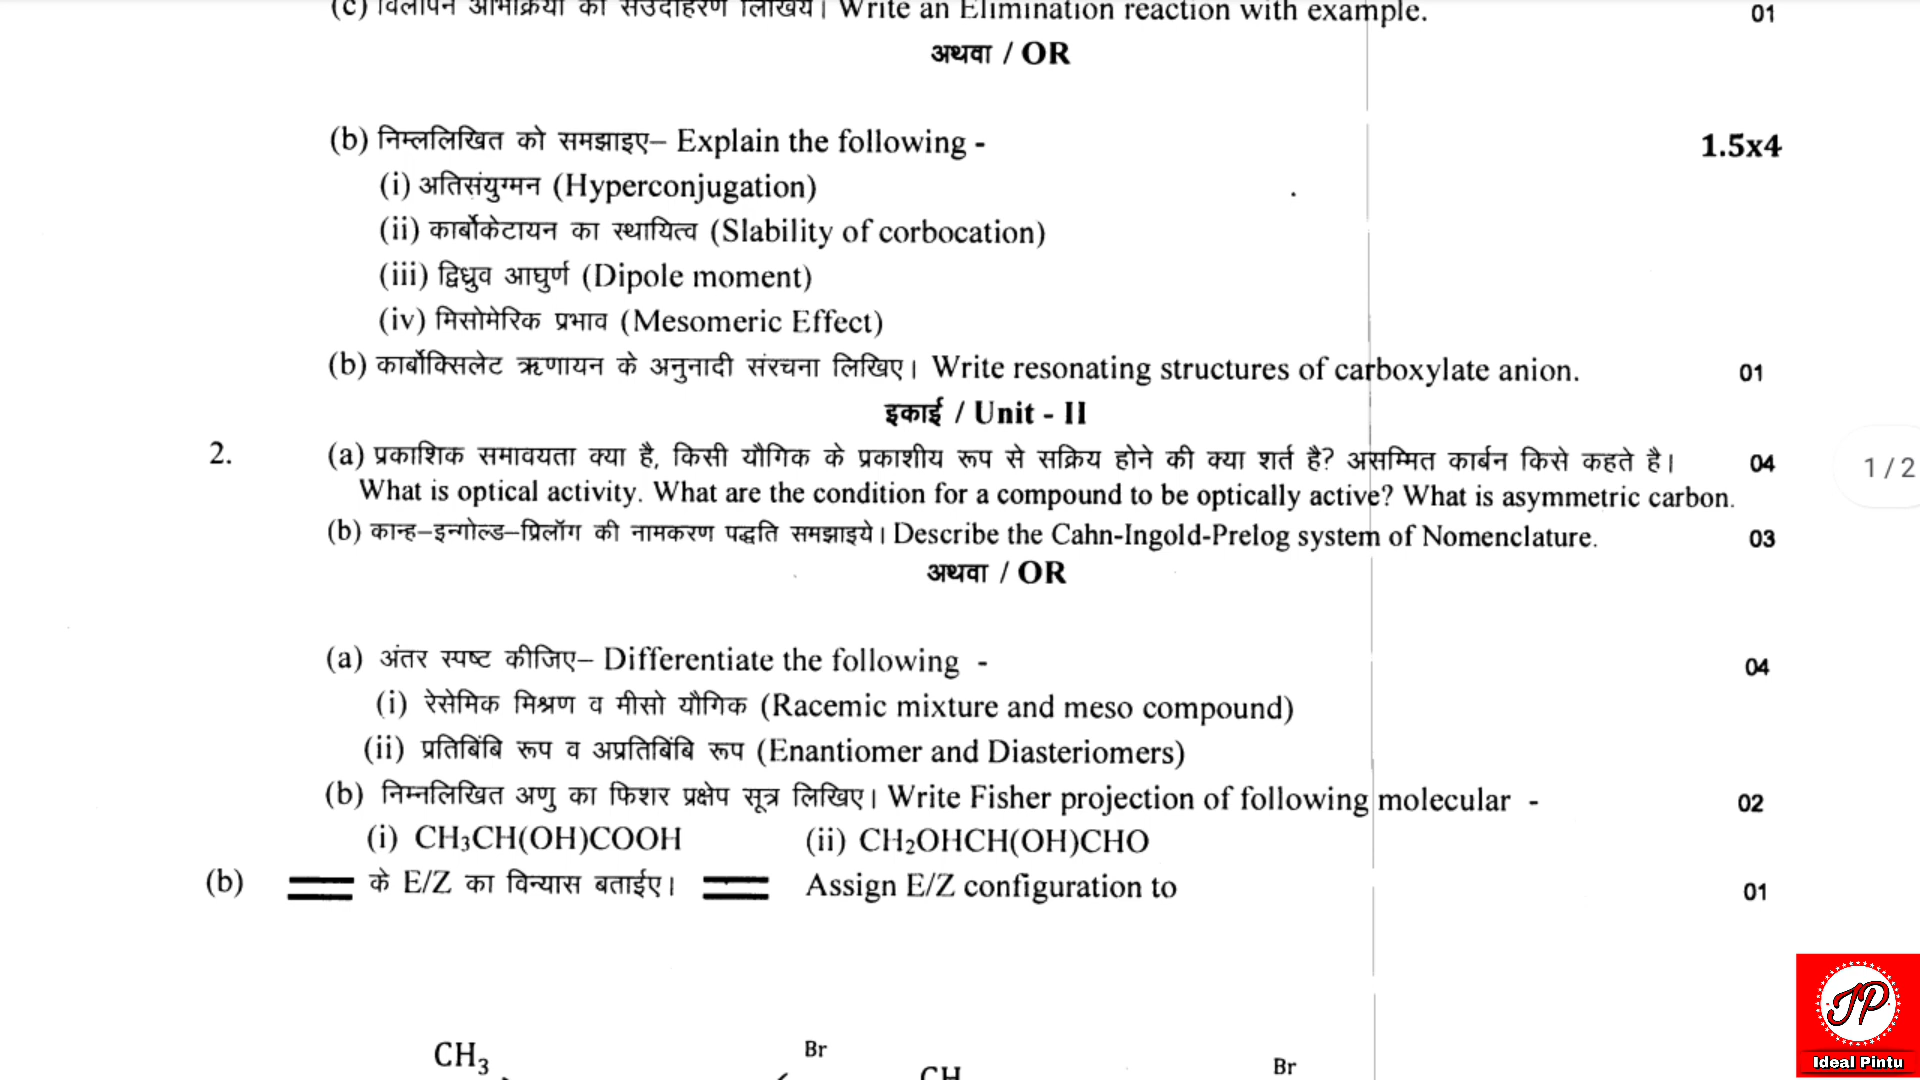 (c) विलोपन अभिक्रिया को सउदाहरण लिखिये। Write an Elimination reaction with example. 01
अथवा / OR
(b) निम्ललिखित को समझाइए– Explain the following - 1.5x4
(i) अतिसंयुग्मन (Hyperconjugation)
(ii) कार्बोकेटायन का स्थायित्व (Slability of corbocation)
(iii) द्विध्रुव आघुर्ण (Dipole moment)
(iv) मिसोमेरिक प्रभाव (Mesomeric Effect)
(b) कार्बोक्सिलेट ऋणायन के अनुनादी संरचना लिखिए। Write resonating structures of carboxylate anion. 01
इकाई / Unit - II
2. (a) प्रकाशिक समावयता क्या है, किसी यौगिक के प्रकाशीय रूप से सक्रिय होने की क्या शर्त है? असम्मित कार्बन किसे कहते है। 04
1 / 2
What is optical activity. What are the condition for a compound to be optically active? What is asymmetric carbon.
(b) कान्ह–इन्गोल्ड–प्रिलॉग की नामकरण पद्वति समझाइये। Describe the Cahn-Ingold-Prelog system of Nomenclature. 03
अथवा / OR
(a) अंतर स्पष्ट कीजिए– Differentiate the following - 04
(i) रेसेमिक मिश्रण व मीसो यौगिक (Racemic mixture and meso compound)
(ii) प्रतिबिंबि रूप व अप्रतिबिंबि रूप (Enantiomer and Diasteriomers)
(b) निम्नलिखित अणु का फिशर प्रक्षेप सूत्र लिखिए। Write Fisher projection of following molecular - 02
(i) CH₃CH(OH)COOH (ii) CH₂OHCH(OH)CHO
(b) के E/Z का विन्यास बताईए। Assign E/Z configuration to 01
CH₃ Br CH Br
JP
Ideal Pintu